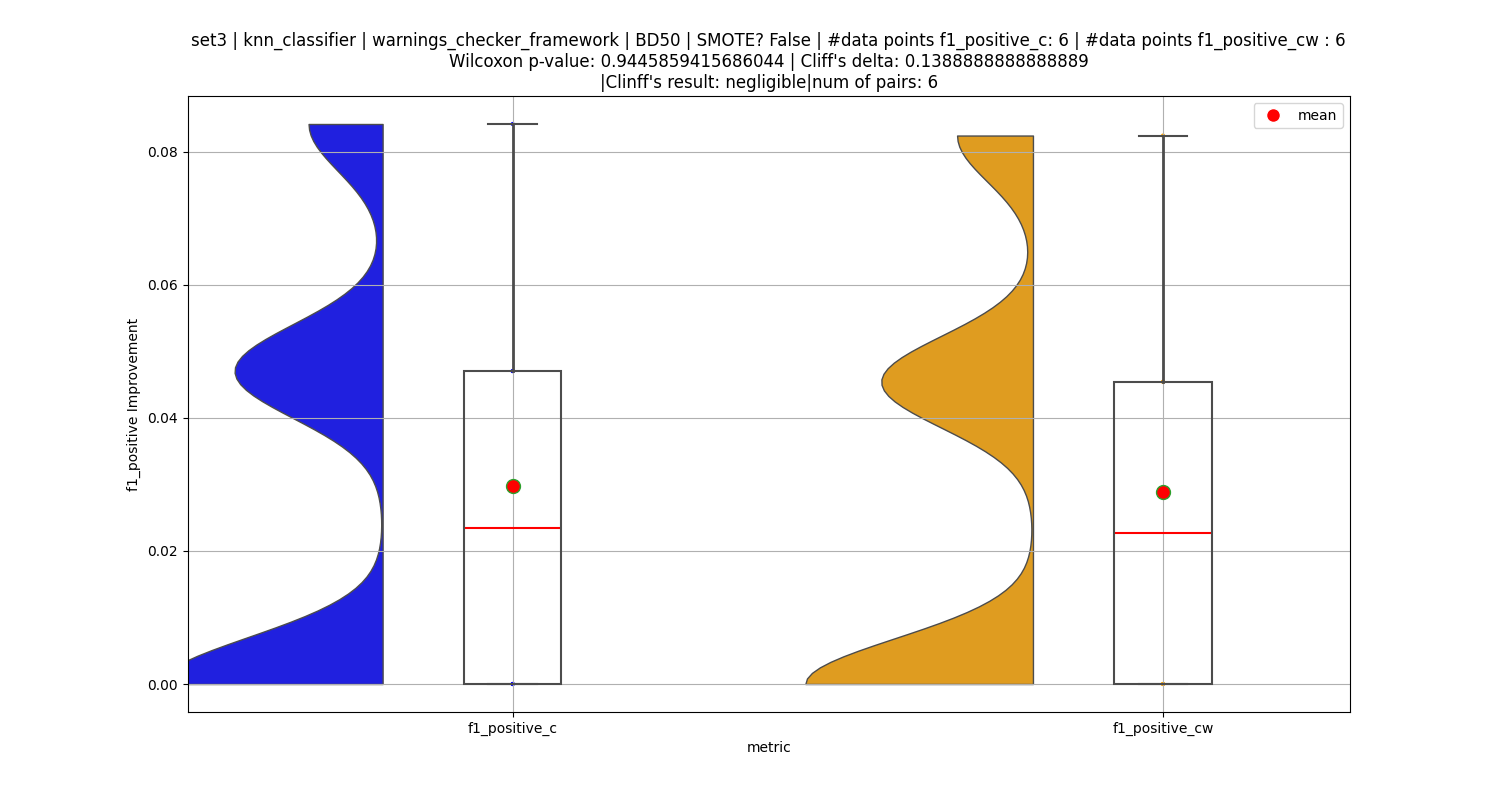 set3 | knn_classifier | warnings_checker_framework | BD50 | SMOTE? False | #data points f1_positive_c: 6 | #data points f1_positive_cw : 6
Wilcoxon p-value: 0.9445859415686044 | Cliff's delta: 0.1388888888888889
|Clinff's result: negligible|num of pairs: 6
mean
f1_positive Improvement
0.08
0.06
0.04
0.02
0.00
f1_positive_c
f1_positive_cw
metric